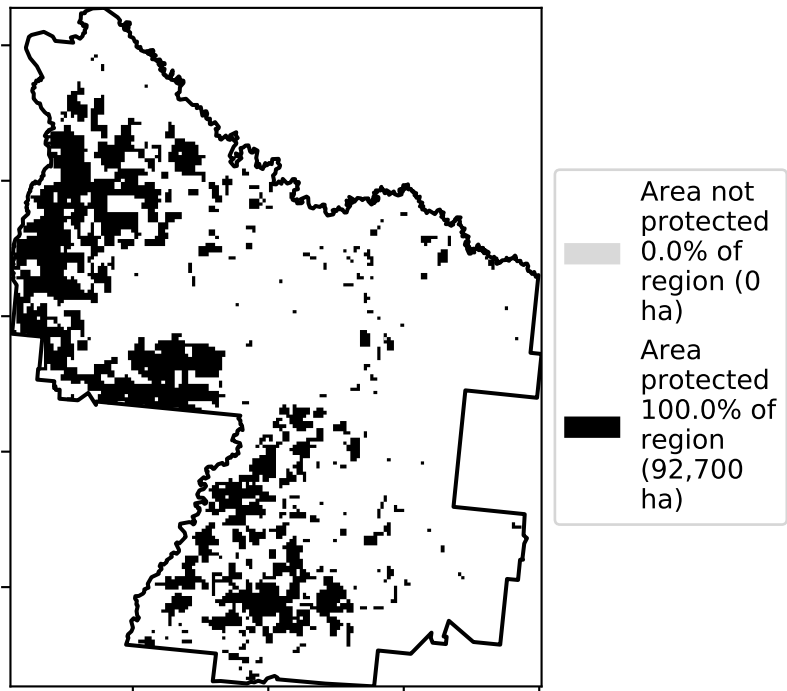 Area not
protected
0.0% of
region (0
ha)
Area
protected
100.0% of
region
(92,700
ha)